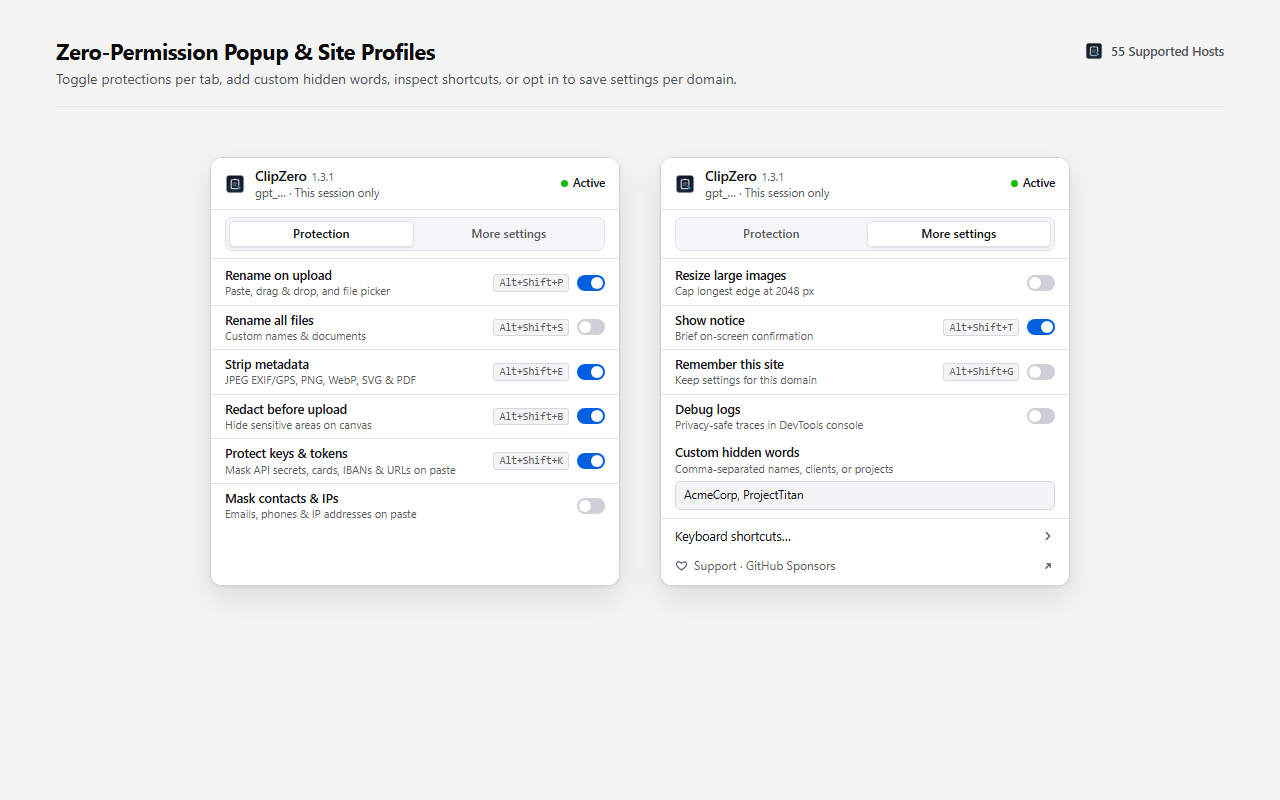 Zero-Permission Popup & Site Profiles
Toggle protections per tab, add custom hidden words, inspect shortcuts, or opt in to save settings per domain.
55 Supported Hosts
ClipZero 1.3.1
gpt_... · This session only
Active
Protection
More settings
Rename on upload
Paste, drag & drop, and file picker
Alt+Shift+P
Rename all files
Custom names & documents
Alt+Shift+S
Strip metadata
JPEG EXIF/GPS, PNG, WebP, SVG & PDF
Alt+Shift+E
Redact before upload
Hide sensitive areas on canvas
Alt+Shift+B
Protect keys & tokens
Mask API secrets, cards, IBANs & URLs on paste
Alt+Shift+K
Mask contacts & IPs
Emails, phones & IP addresses on paste
ClipZero 1.3.1
gpt_... · This session only
Active
Protection
More settings
Resize large images
Cap longest edge at 2048 px
Show notice
Brief on-screen confirmation
Alt+Shift+T
Remember this site
Keep settings for this domain
Alt+Shift+G
Debug logs
Privacy-safe traces in DevTools console
Custom hidden words
Comma-separated names, clients, or projects
AcmeCorp, ProjectTitan
Keyboard shortcuts...
Support · GitHub Sponsors